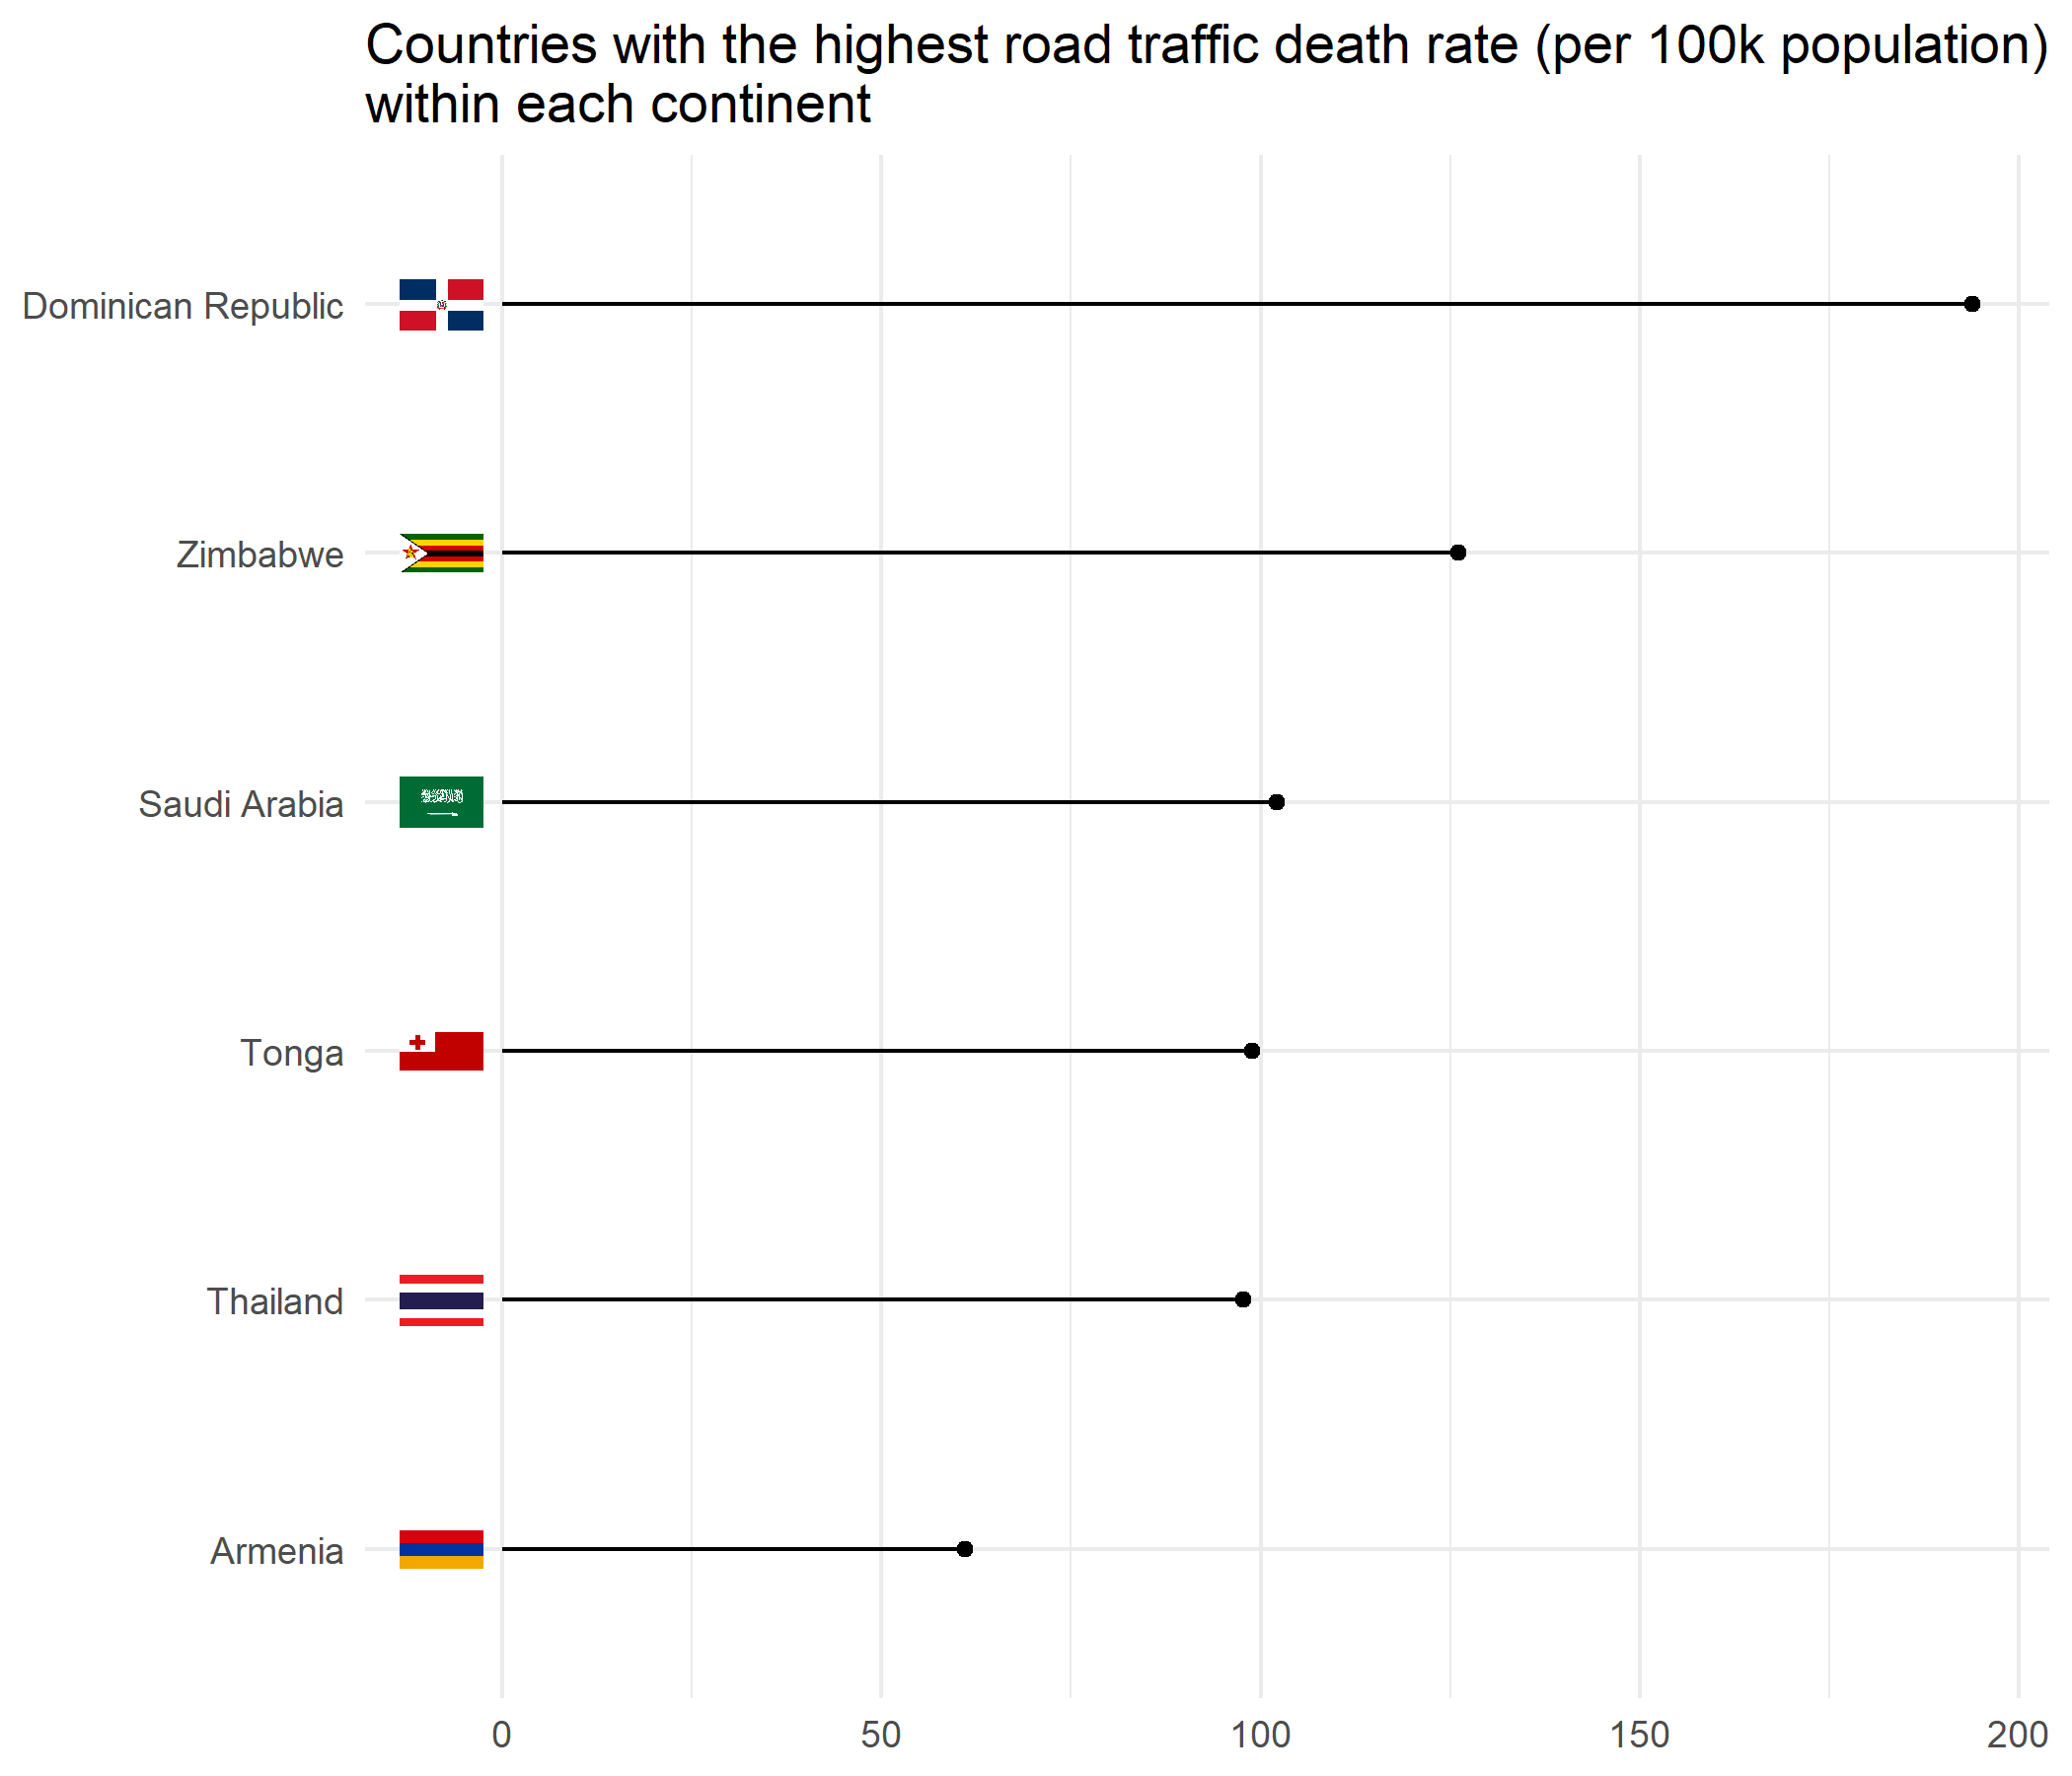 Countries with the highest road traffic death rate (per 100k population)
within each continent
Dominican Republic
Zimbabwe
Saudi Arabia
Tonga
Thailand
Armenia
0 50 100 150 200